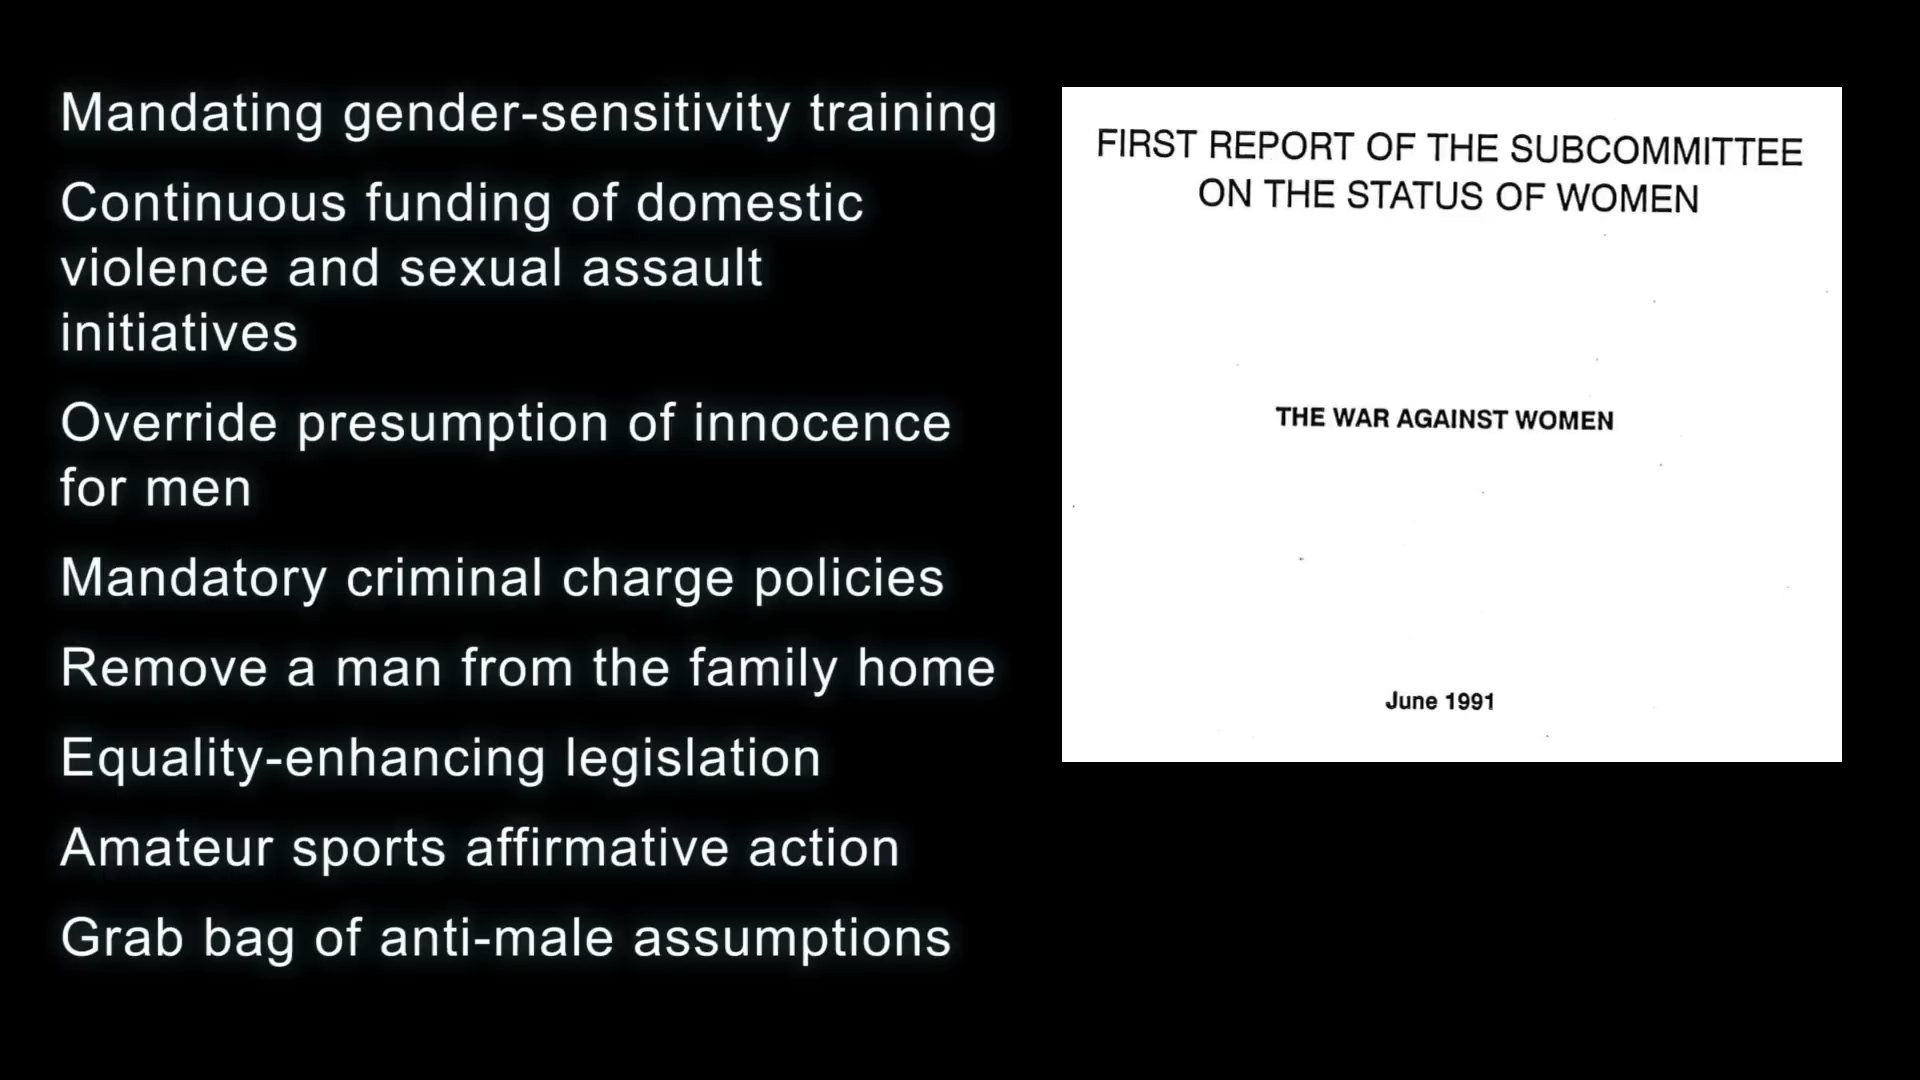 Mandating gender-sensitivity training
Continuous funding of domestic
violence and sexual assault
initiatives
Override presumption of innocence
for men
Mandatory criminal charge policies
Remove a man from the family home
Equality-enhancing legislation
Amateur sports affirmative action
Grab bag of anti-male assumptions
FIRST REPORT OF THE SUBCOMMITTEE
ON THE STATUS OF WOMEN
THE WAR AGAINST WOMEN
June 1991